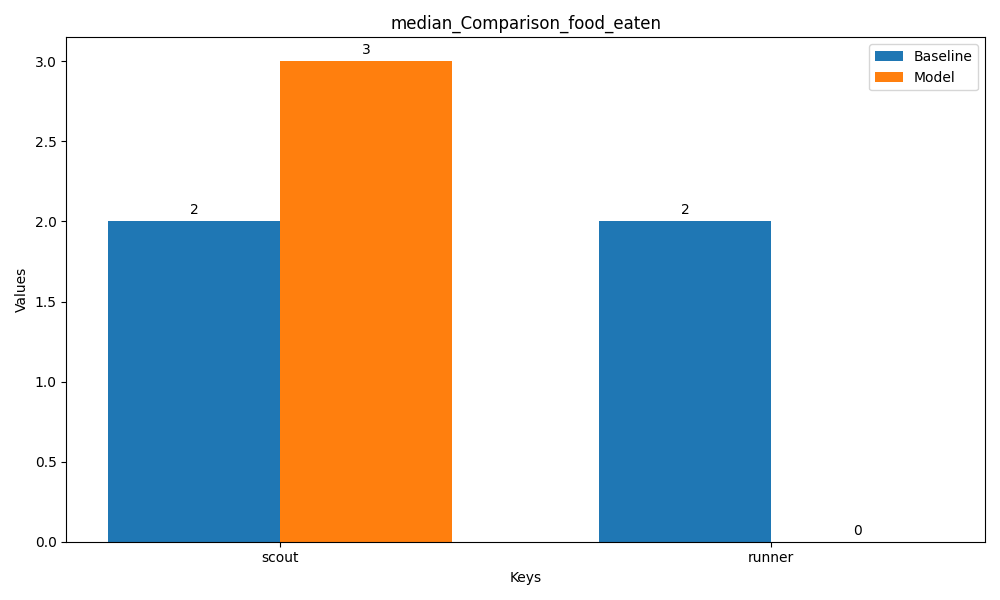 median_Comparison_food_eaten
Baseline
Model
3
2
2
0
3.0
2.5
2.0
1.5
1.0
0.5
0.0
Values
scout
runner
Keys